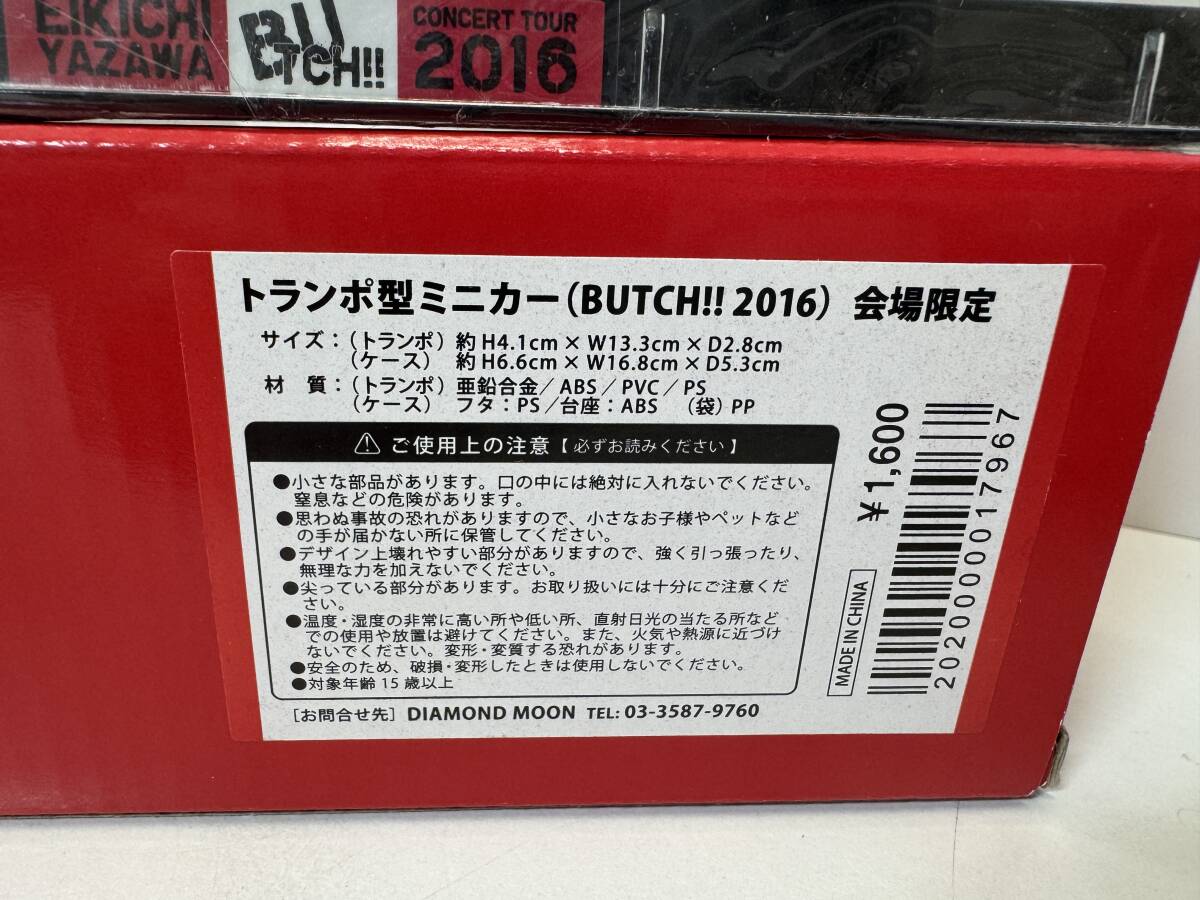 EIKICHI
YAZAWA
BUTCH!!
CONCERT TOUR
2016
トランポ型ミニカー(BUTCH!! 2016) 会場限定
サイズ:(トランポ) 約 H4.1cm × W13.3cm × D2.8cm
(ケース) 約 H6.6cm × W16.8cm × D5.3cm
材 質:(トランポ) 亜鉛合金/ABS/PVC/PS
(ケース) フタ:PS/台座:ABS (袋) PP
⚠ ご使用上の注意【必ずお読みください】
●小さな部品があります。口の中には絶対に入れないでください。
窒息などの危険があります。
●思わぬ事故の恐れがありますので、小さなお子様やペットなど
の手が届かない所に保管してください。
●デザイン上壊れやすい部分がありますので、強く引っ張ったり、
無理な力を加えないでください。
●尖っている部分があります。お取り扱いには十分にご注意くだ
さい。
●温度・湿度の非常に高い所や低い所、直射日光の当たる所など
での使用や放置は避けてください。また、火気や熱源に近づけ
ないでください。変形・変質する恐れがあります。
●安全のため、破損・変形したときは使用しないでください。
●対象年齢 15 歳以上
[お問合せ先] DIAMOND MOON TEL: 03-3587-9760
MADE IN CHINA
¥1,600
2020000017967